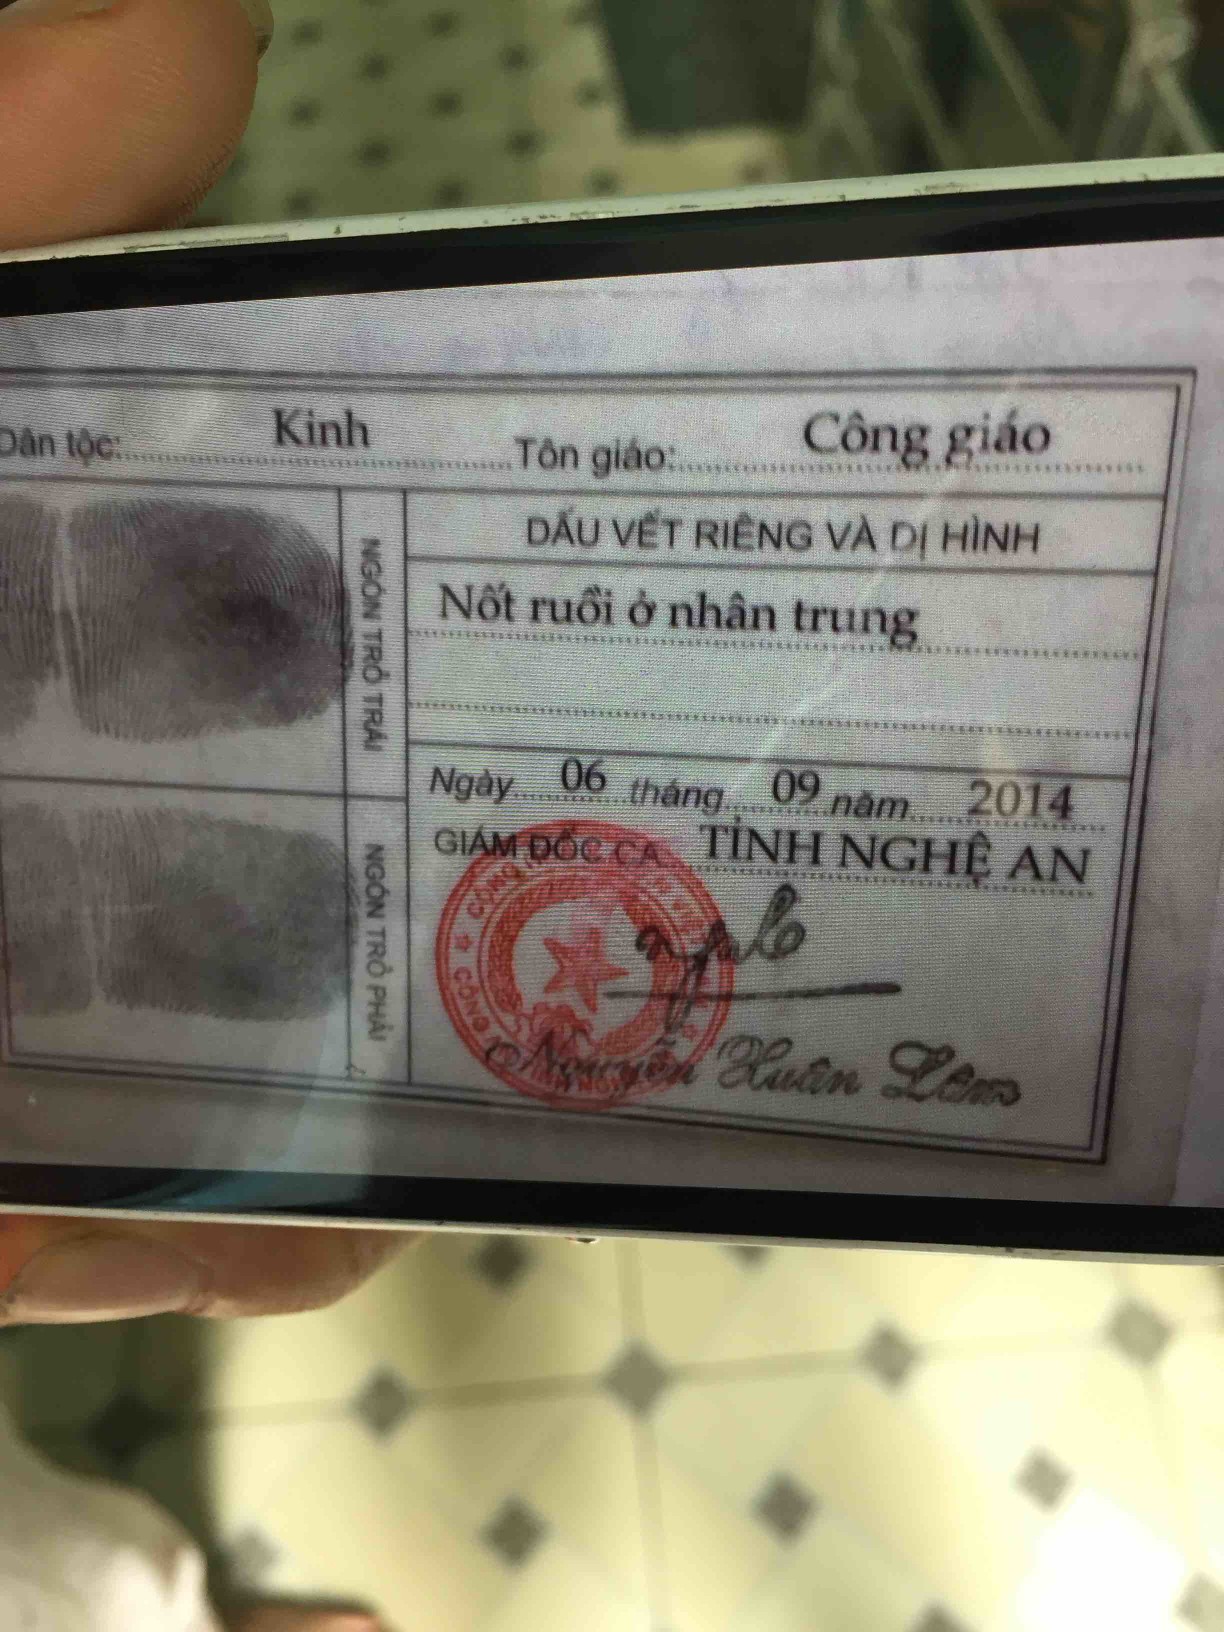 Dân tộc: Kinh Tôn giáo: Công giáo
NGÓN TRỎ TRÁI
NGÓN TRỎ PHẢI
DẤU VẾT RIÊNG VÀ DỊ HÌNH
Nốt ruồi ở nhân trung
Ngày 06 tháng 09 năm 2014
GIÁM ĐỐC CA TỈNH NGHỆ AN
Nguyễn Xuân Lâm